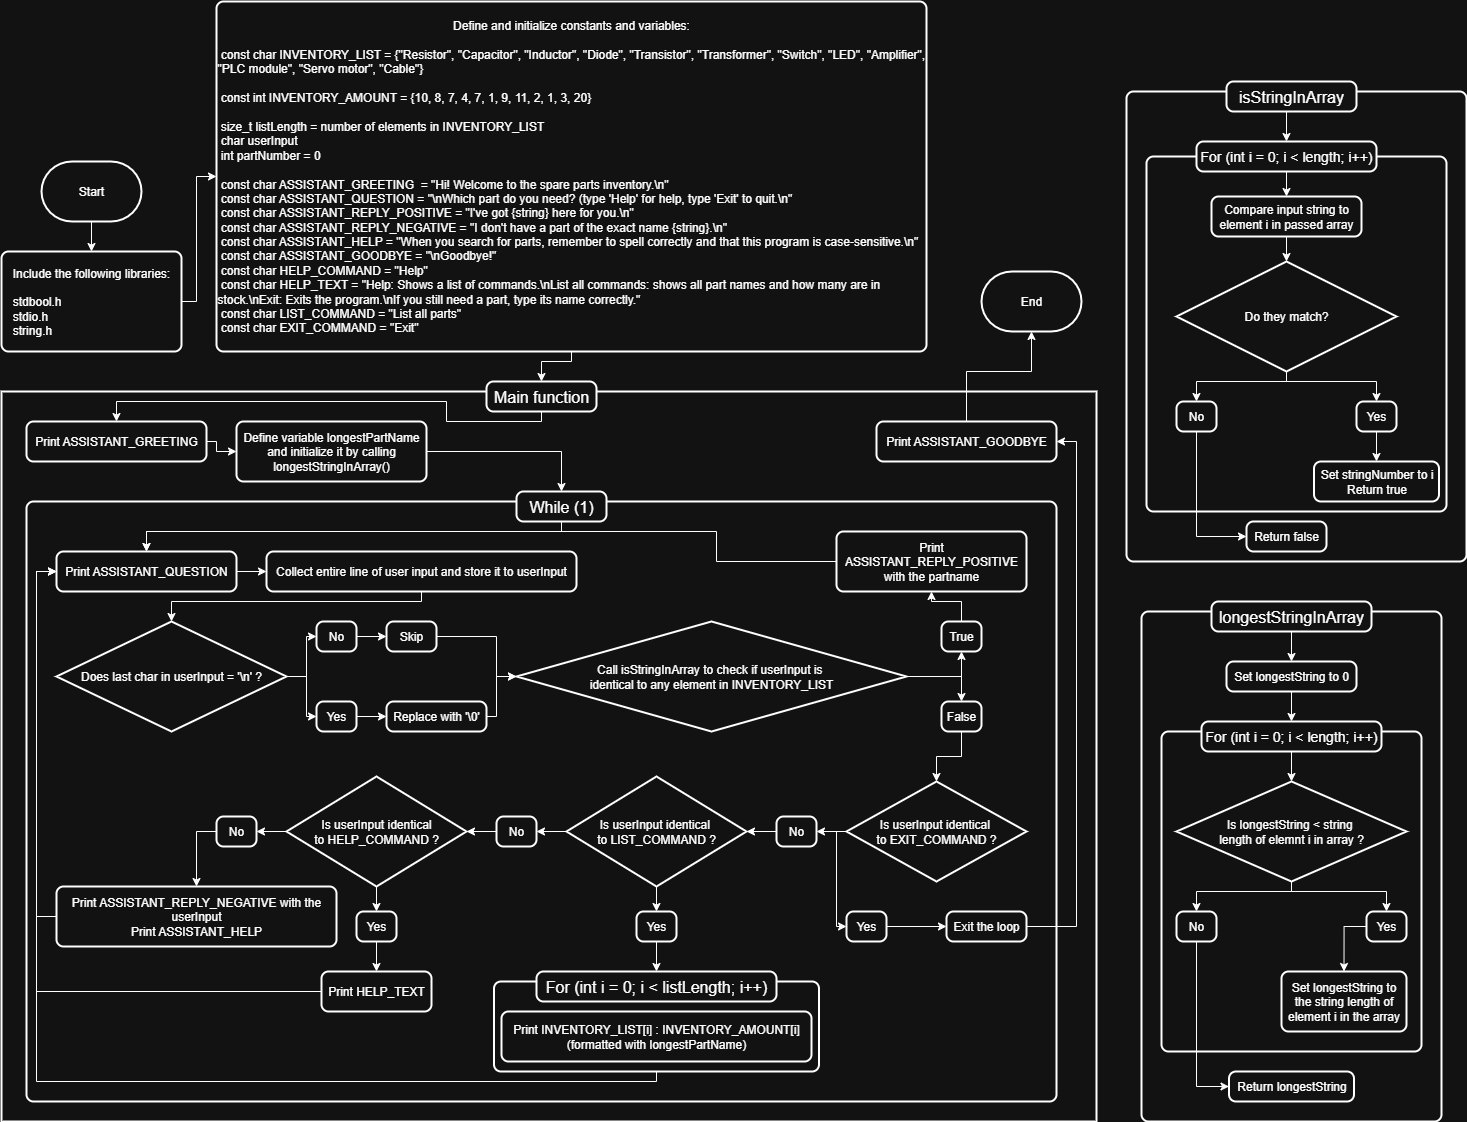 Define and initialize constants and variables:
const char INVENTORY_LIST = {"Resistor", "Capacitor", "Inductor", "Diode", "Transistor", "Transformer", "Switch", "LED", "Amplifier",
"PLC module", "Servo motor", "Cable"}
const int INVENTORY_AMOUNT = {10, 8, 7, 4, 7, 1, 9, 11, 2, 1, 3, 20}
size_t listLength = number of elements in INVENTORY_LIST
char userInput
int partNumber = 0
const char ASSISTANT_GREETING  = "Hi! Welcome to the spare parts inventory.\n"
const char ASSISTANT_QUESTION = "\nWhich part do you need? (type 'Help' for help, type 'Exit' to quit.\n"
const char ASSISTANT_REPLY_POSITIVE = "I've got {string} here for you.\n"
const char ASSISTANT_REPLY_NEGATIVE = "I don't have a part of the exact name {string}.\n"
const char ASSISTANT_HELP = "When you search for parts, remember to spell correctly and that this program is case-sensitive.\n"
const char ASSISTANT_GOODBYE = "\nGoodbye!"
const char HELP_COMMAND = "Help"
const char HELP_TEXT = "Help: Shows a list of commands.\nList all commands: shows all part names and how many are in
stock.\nExit: Exits the program.\nIf you still need a part, type its name correctly."
const char LIST_COMMAND = "List all parts"
const char EXIT_COMMAND = "Exit"
Start
Include the following libraries:
stdbool.h
stdio.h
string.h
End
Main function
Print ASSISTANT_GREETING
Define variable longestPartName
and initialize it by calling
longestStringInArray()
Print ASSISTANT_GOODBYE
While (1)
Print ASSISTANT_QUESTION
Collect entire line of user input and store it to userInput
Print
ASSISTANT_REPLY_POSITIVE
with the partname
Does last char in userInput = '\n' ?
No
Skip
Yes
Replace with '\0'
Call isStringInArray to check if userInput is
identical to any element in INVENTORY_LIST
True
False
Is userInput identical
to HELP_COMMAND ?
Is userInput identical
to LIST_COMMAND ?
Is userInput identical
to EXIT_COMMAND ?
No
No
No
Print ASSISTANT_REPLY_NEGATIVE with the
userInput
Print ASSISTANT_HELP
Yes
Yes
Yes
Exit the loop
Print HELP_TEXT
For (int i = 0; i < listLength; i++)
Print INVENTORY_LIST[i] : INVENTORY_AMOUNT[i]
(formatted with longestPartName)
isStringInArray
For (int i = 0; i < length; i++)
Compare input string to
element i in passed array
Do they match?
No
Yes
Set stringNumber to i
Return true
Return false
longestStringInArray
Set longestString to 0
For (int i = 0; i < length; i++)
Is longestString < string
length of elemnt i in array ?
No
Yes
Set longestString to
the string length of
element i in the array
Return longestString